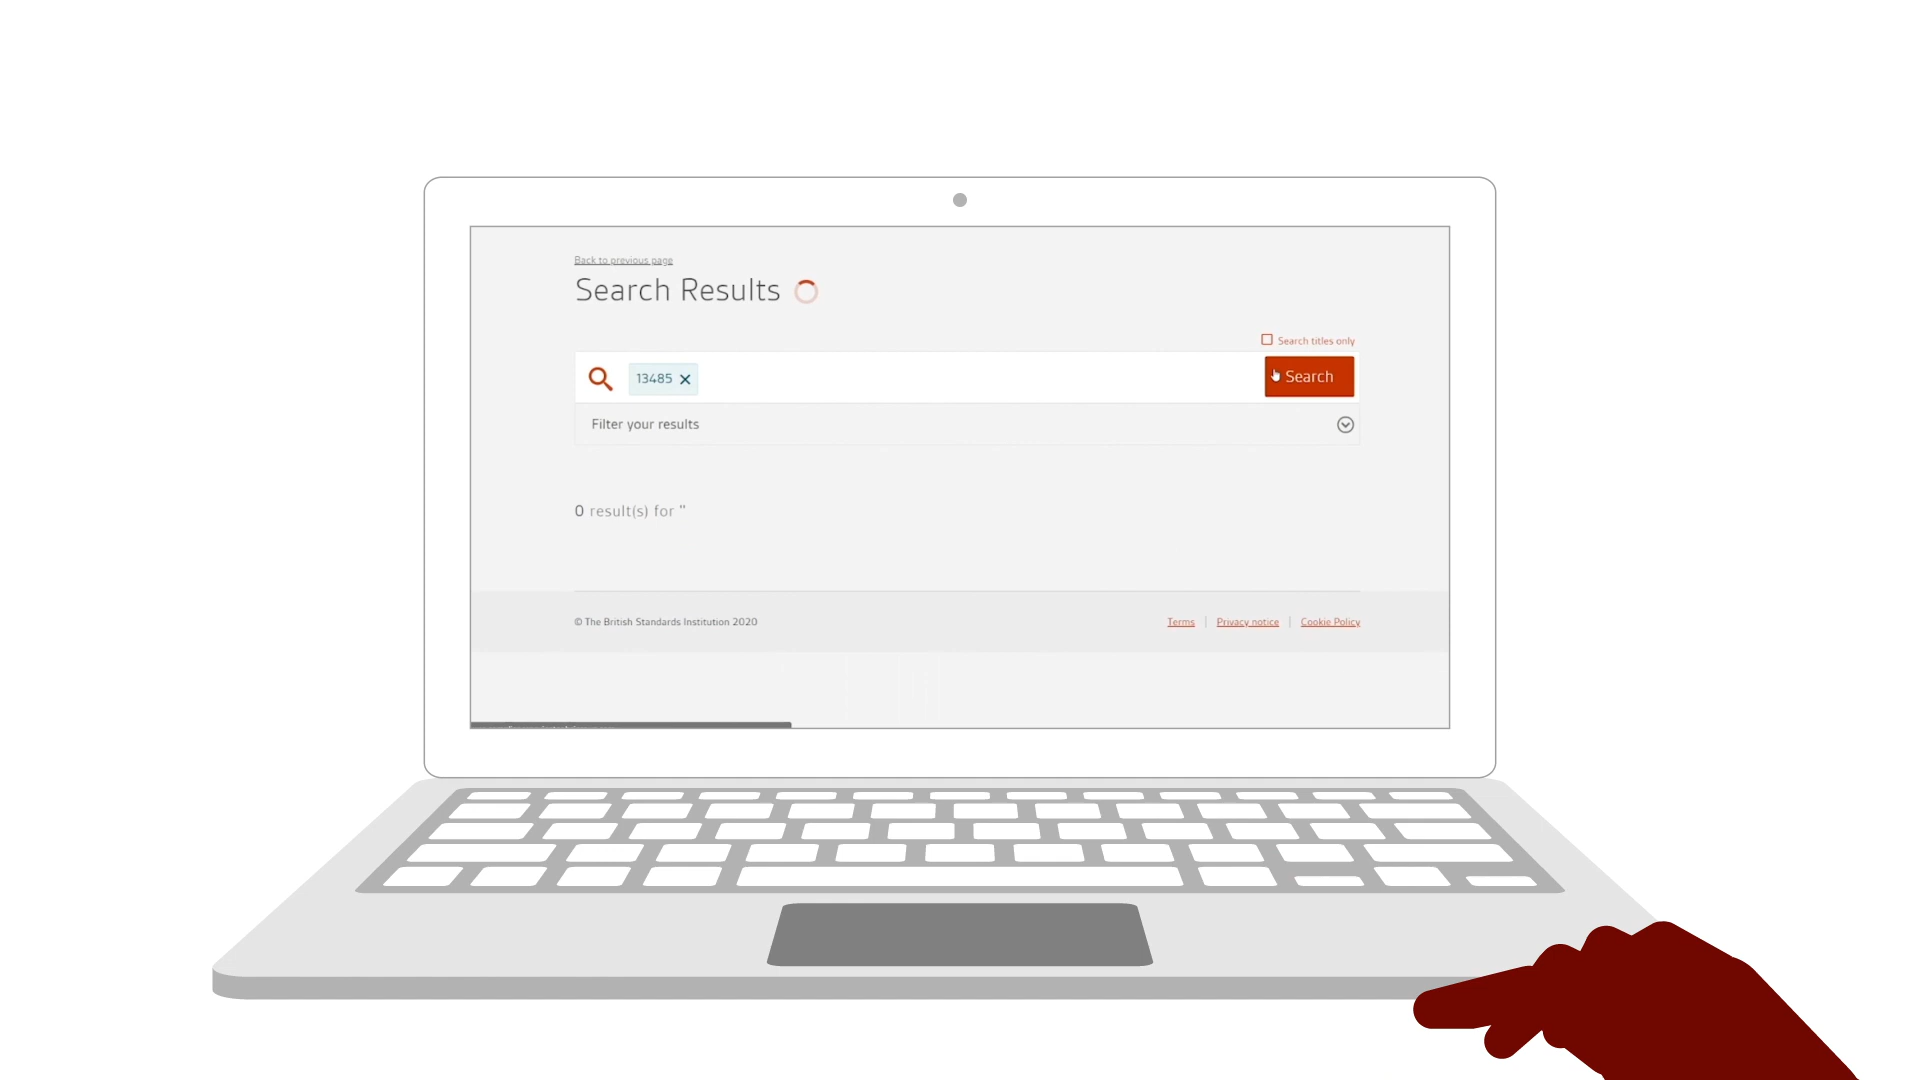 Back to previous page
Search Results
Search titles only
13485
Search
Filter your results
0 result(s) for ''
© The British Standards Institution 2020
Terms | Privacy notice | Cookie Policy